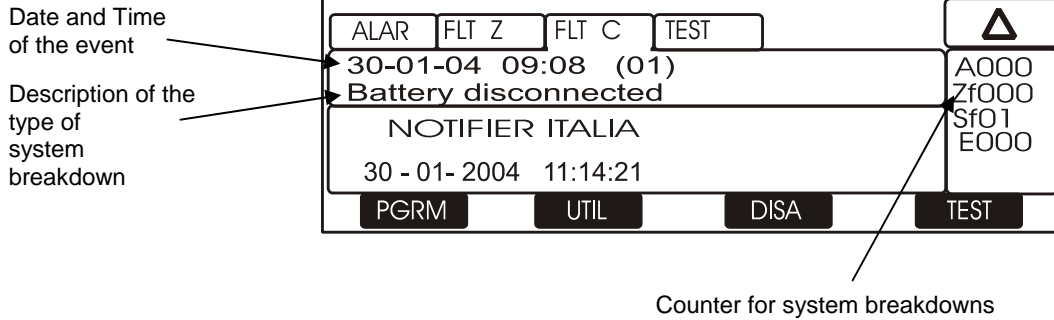 Date and Time
of the event
Description of the
type of
system
breakdown
ALAR FLT Z FLT C TEST
30-01-04 09:08 (01)
Battery disconnected
NOTIFIER ITALIA
30 - 01- 2004 11:14:21
A000
Zf000
Sf01
E000
PGRM UTIL DISA TEST
Counter for system breakdowns